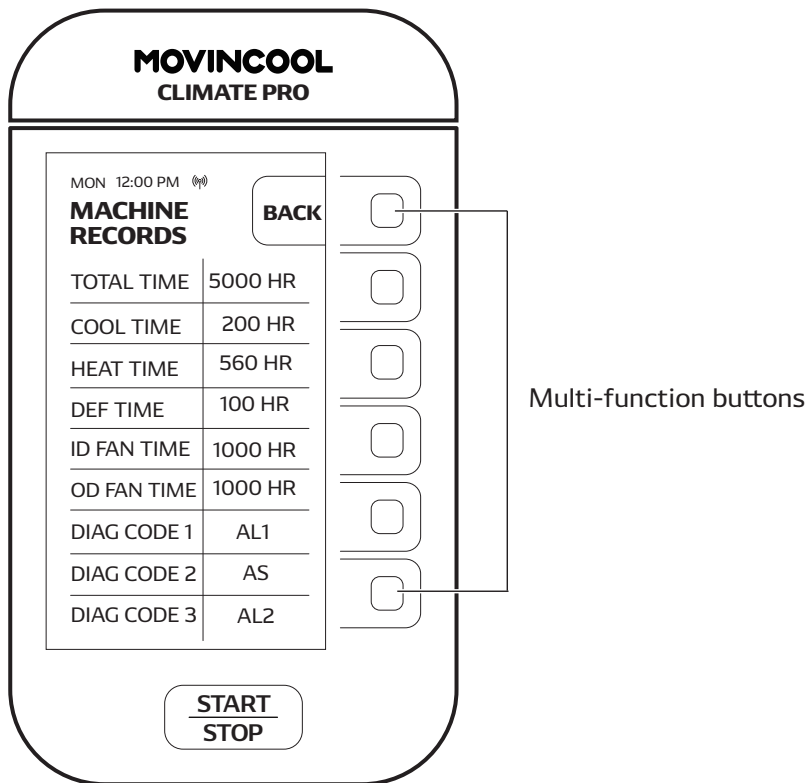 MOVINCOOL
CLIMATE PRO
MON 12:00 PM
MACHINE
RECORDS
BACK
TOTAL TIME 5000 HR
COOL TIME 200 HR
HEAT TIME 560 HR
DEF TIME 100 HR
ID FAN TIME 1000 HR
OD FAN TIME 1000 HR
DIAG CODE 1 AL1
DIAG CODE 2 AS
DIAG CODE 3 AL2
Multi-function buttons
START
STOP